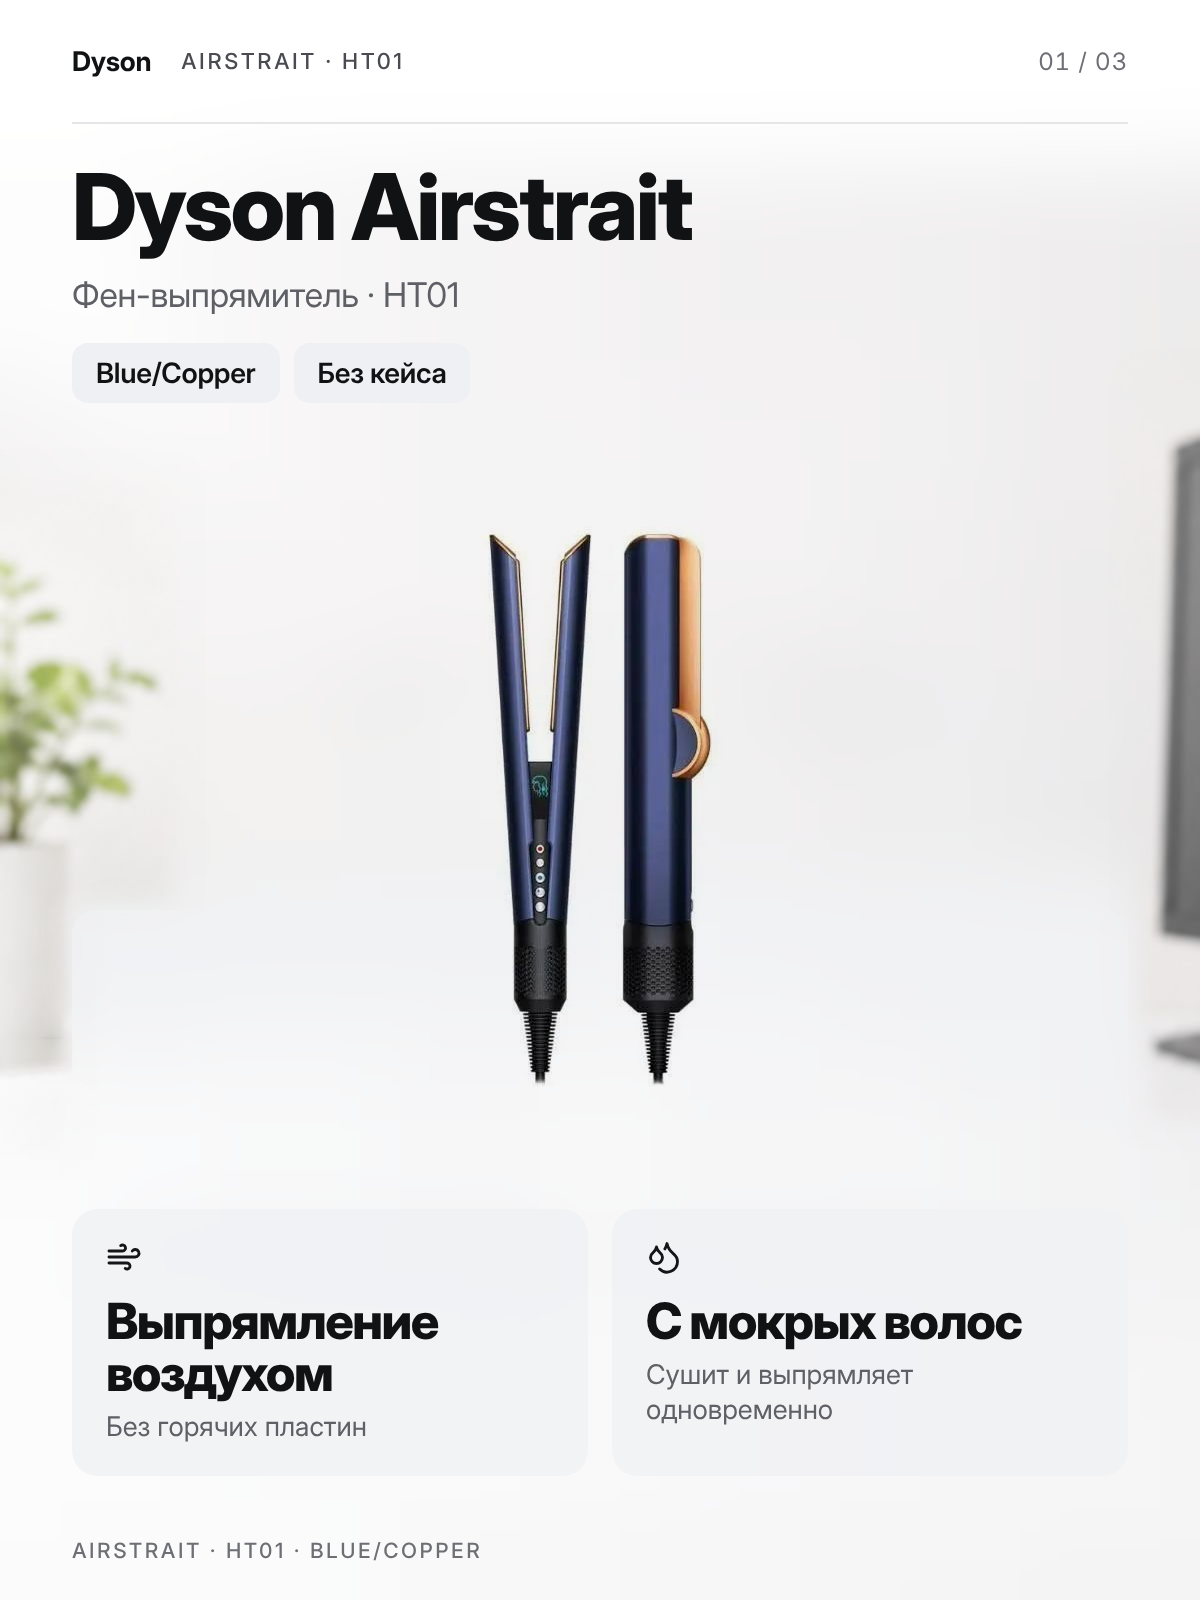 Dyson AIRSTRAIT · HT01 01 / 03
Dyson Airstrait
Фен-выпрямитель · HT01
Blue/Copper Без кейса
Выпрямление
воздухом
Без горячих пластин
С мокрых волос
Сушит и выпрямляет
одновременно
AIRSTRAIT · HT01 · BLUE/COPPER